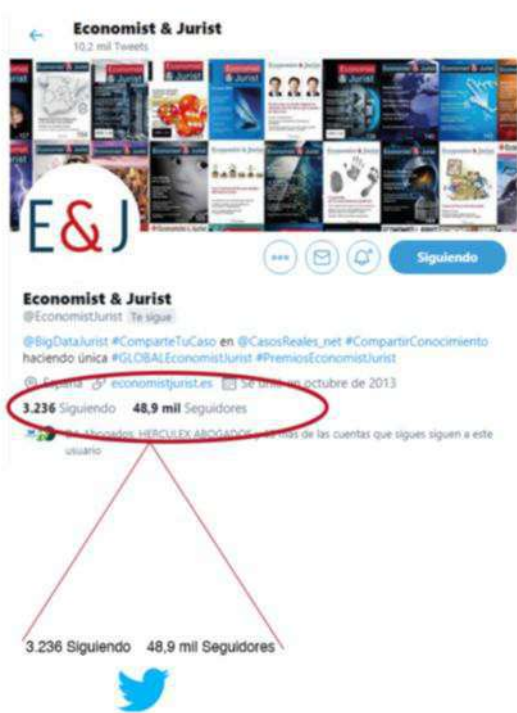 Economist & Jurist
10,2 mil Tweets
E&J
Siguiendo
Economist & Jurist
@EconomistJurist Te sigue
@BigDataJurist #ComparteTuCaso en @CasosReales_net #CompartirConocimiento
haciendo única #GLOBALEconomistJurist #PremiosEconomistJurist
España economistjurist.es Se unió en octubre de 2013
3.236 Siguiendo 48,9 mil Seguidores
Abogados, HERCULEX ABOGADOS y más de las cuentas que sigues siguen a este
usuario
3.236 Siguiendo 48,9 mil Seguidores